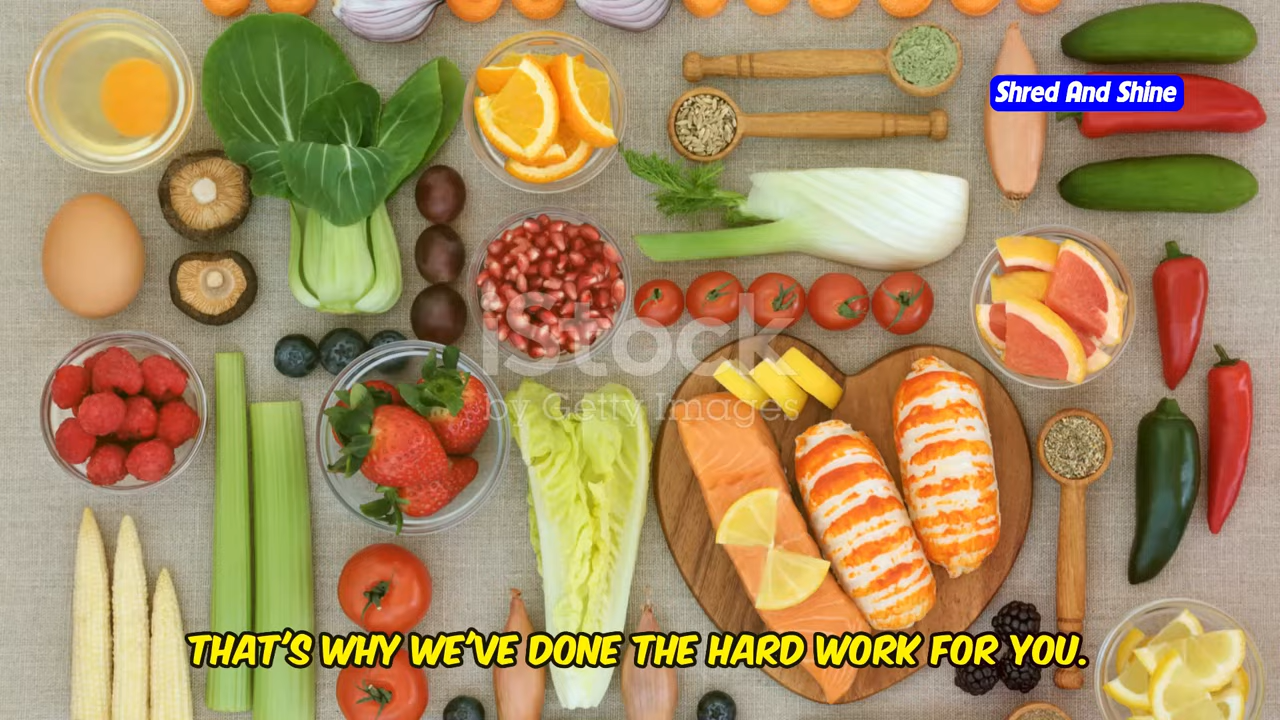 Shred And Shine
iStock
by Getty Images
THAT'S WHY WE'VE DONE THE HARD WORK FOR YOU.